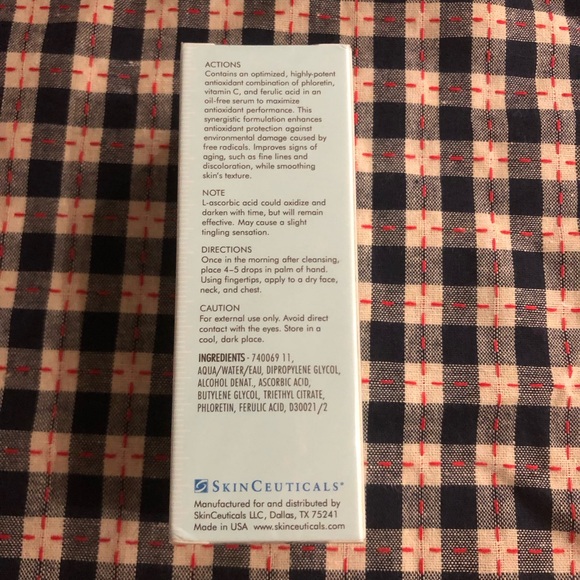 ACTIONS
Contains an optimized, highly-potent
antioxidant combination of phloretin,
vitamin C, and ferulic acid in an
oil-free serum to maximize
antioxidant performance. This
synergistic formulation enhances
antioxidant protection against
environmental damage caused by
free radicals. Improves signs of
aging, such as fine lines and
discoloration, while smoothing
skin's texture.
NOTE
L-ascorbic acid could oxidize and
darken with time, but will remain
effective. May cause a slight
tingling sensation.
DIRECTIONS
Once in the morning after cleansing,
place 4–5 drops in palm of hand.
Using fingertips, apply to a dry face,
neck, and chest.
CAUTION
For external use only. Avoid direct
contact with the eyes. Store in a
cool, dark place.
INGREDIENTS - 740069 11,
AQUA/WATER/EAU, DIPROPYLENE GLYCOL,
ALCOHOL DENAT., ASCORBIC ACID,
BUTYLENE GLYCOL, TRIETHYL CITRATE,
PHLORETIN, FERULIC ACID, D30021/2
SKINCEUTICALS®
Manufactured for and distributed by
SkinCeuticals LLC, Dallas, TX 75241
Made in USA www.skinceuticals.com